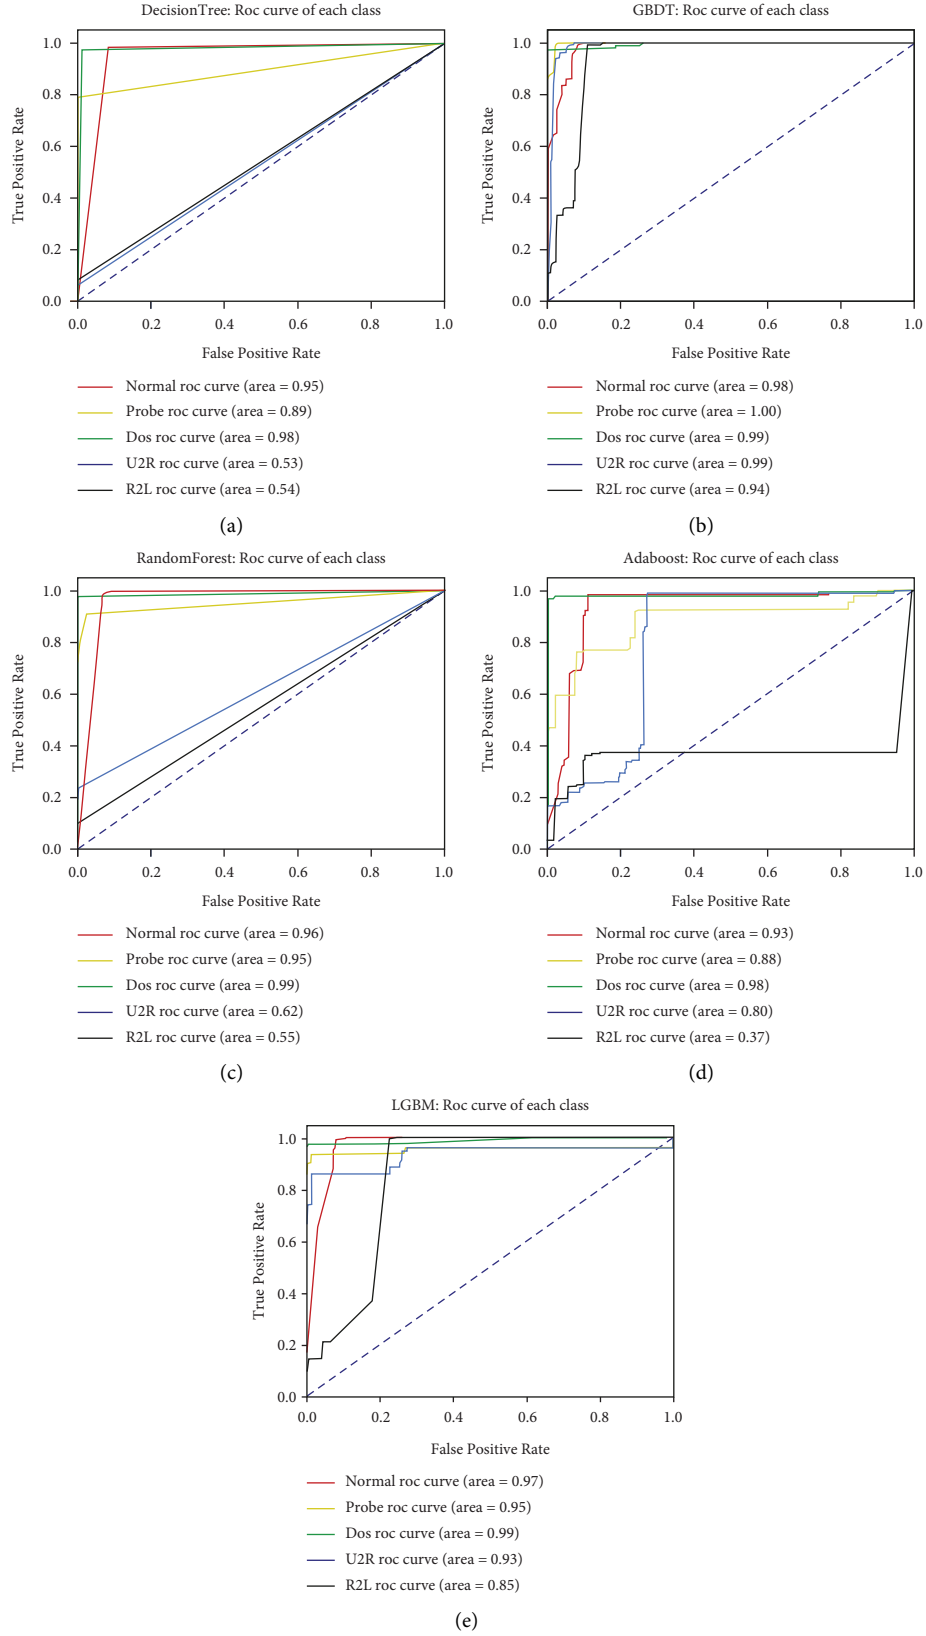 DecisionTree: Roc curve of each class
True Positive Rate
1.0
0.8
0.6
0.4
0.2
0.0
0.0 0.2 0.4 0.6 0.8 1.0
False Positive Rate
Normal roc curve (area = 0.95)
Probe roc curve (area = 0.89)
Dos roc curve (area = 0.98)
U2R roc curve (area = 0.53)
R2L roc curve (area = 0.54)
(a)
GBDT: Roc curve of each class
True Positive Rate
1.0
0.8
0.6
0.4
0.2
0.0
0.0 0.2 0.4 0.6 0.8 1.0
False Positive Rate
Normal roc curve (area = 0.98)
Probe roc curve (area = 1.00)
Dos roc curve (area = 0.99)
U2R roc curve (area = 0.99)
R2L roc curve (area = 0.94)
(b)
RandomForest: Roc curve of each class
True Positive Rate
1.0
0.8
0.6
0.4
0.2
0.0
0.0 0.2 0.4 0.6 0.8 1.0
False Positive Rate
Normal roc curve (area = 0.96)
Probe roc curve (area = 0.95)
Dos roc curve (area = 0.99)
U2R roc curve (area = 0.62)
R2L roc curve (area = 0.55)
(c)
Adaboost: Roc curve of each class
True Positive Rate
1.0
0.8
0.6
0.4
0.2
0.0
0.0 0.2 0.4 0.6 0.8 1.0
False Positive Rate
Normal roc curve (area = 0.93)
Probe roc curve (area = 0.88)
Dos roc curve (area = 0.98)
U2R roc curve (area = 0.80)
R2L roc curve (area = 0.37)
(d)
LGBM: Roc curve of each class
True Positive Rate
1.0
0.8
0.6
0.4
0.2
0.0
0.0 0.2 0.4 0.6 0.8 1.0
False Positive Rate
Normal roc curve (area = 0.97)
Probe roc curve (area = 0.95)
Dos roc curve (area = 0.99)
U2R roc curve (area = 0.93)
R2L roc curve (area = 0.85)
(e)